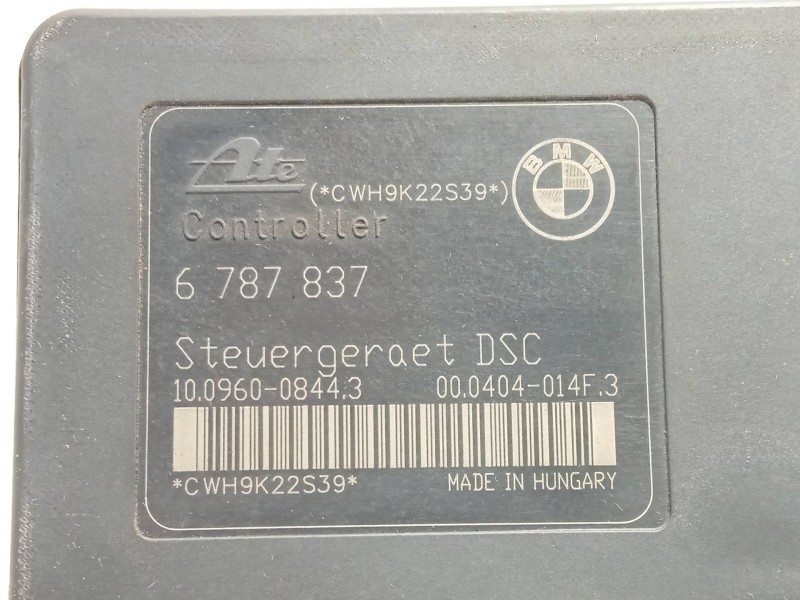 Ate
(*CWH9K22S39*)
BMW
Controller
6 787 837
Steuergeraet DSC
10.0960-0844.3 00.0404-014F.3
*CWH9K22S39* MADE IN HUNGARY